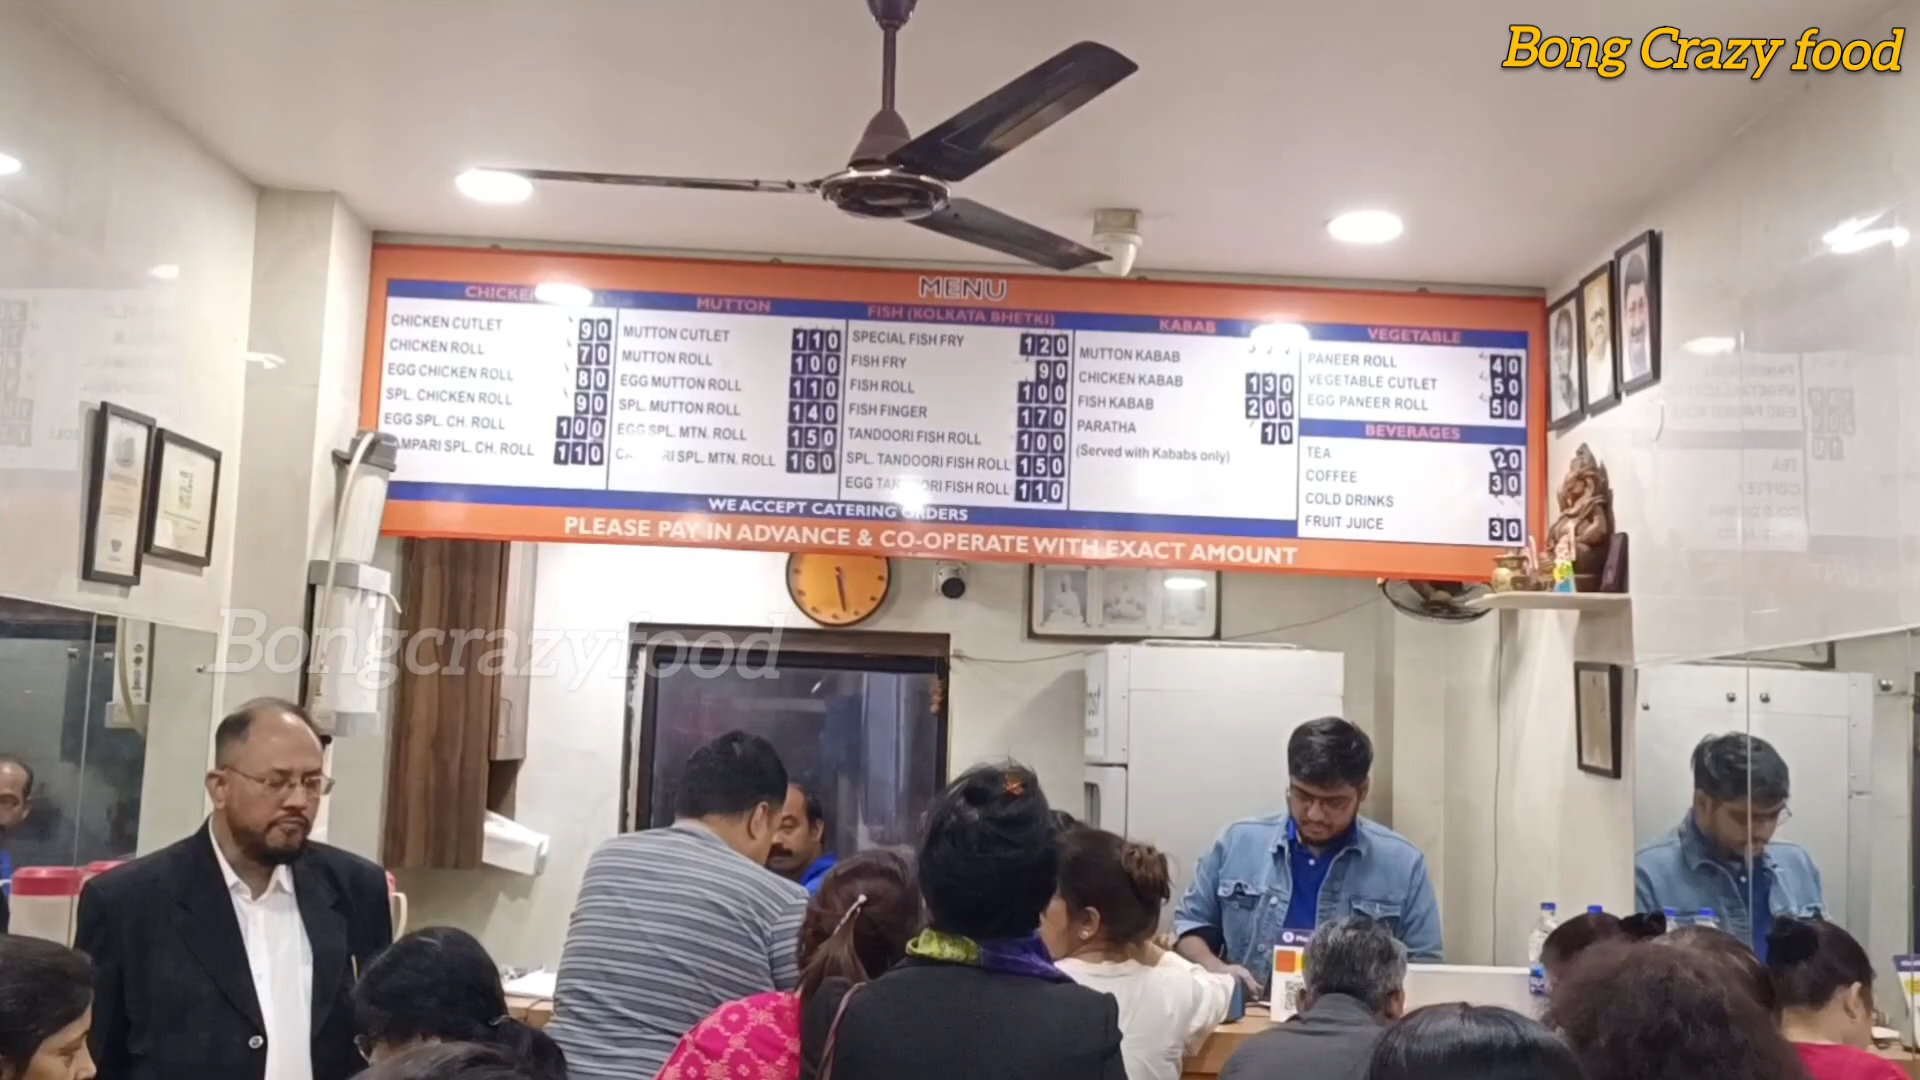 Bong Crazy food
MENU
CHICKEN
CHICKEN CUTLET 90
CHICKEN ROLL 70
EGG CHICKEN ROLL 80
SPL. CHICKEN ROLL 90
EGG SPL. CH. ROLL 100
SPL. CH. ROLL 110
MUTTON
MUTTON CUTLET 110
MUTTON ROLL 100
EGG MUTTON ROLL 110
SPL. MUTTON ROLL 140
EGG SPL. MTN. ROLL 150
SPL. MTN. ROLL 160
FISH (KOLKATA BHETKI)
SPECIAL FISH FRY 120
FISH FRY 90
FISH ROLL 100
FISH FINGER 170
TANDOORI FISH ROLL 100
SPL. TANDOORI FISH ROLL 150
EGG TANDOORI FISH ROLL 110
KABAB
MUTTON KABAB
CHICKEN KABAB 130
FISH KABAB 200
PARATHA 10
(Served with Kababs only)
VEGETABLE
PANEER ROLL 40
VEGETABLE CUTLET 50
EGG PANEER ROLL 50
BEVERAGES
TEA 20
COFFEE 30
COLD DRINKS
FRUIT JUICE 30
WE ACCEPT CATERING ORDERS
PLEASE PAY IN ADVANCE & CO-OPERATE WITH EXACT AMOUNT
Bongcrazyfood